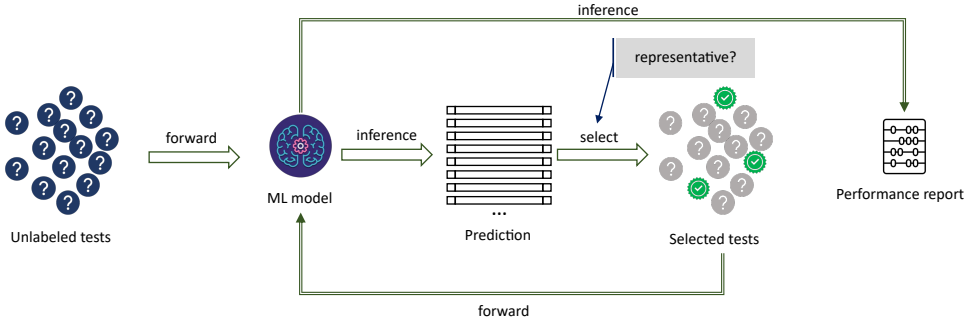 inference
representative?
forward
inference
select
ML model
...
Unlabeled tests
Prediction
Selected tests
Performance report
forward